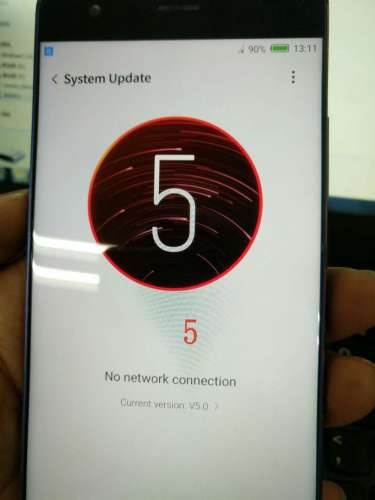 90% 13:11
< System Update
5
5
No network connection
Current version: V5.0 >